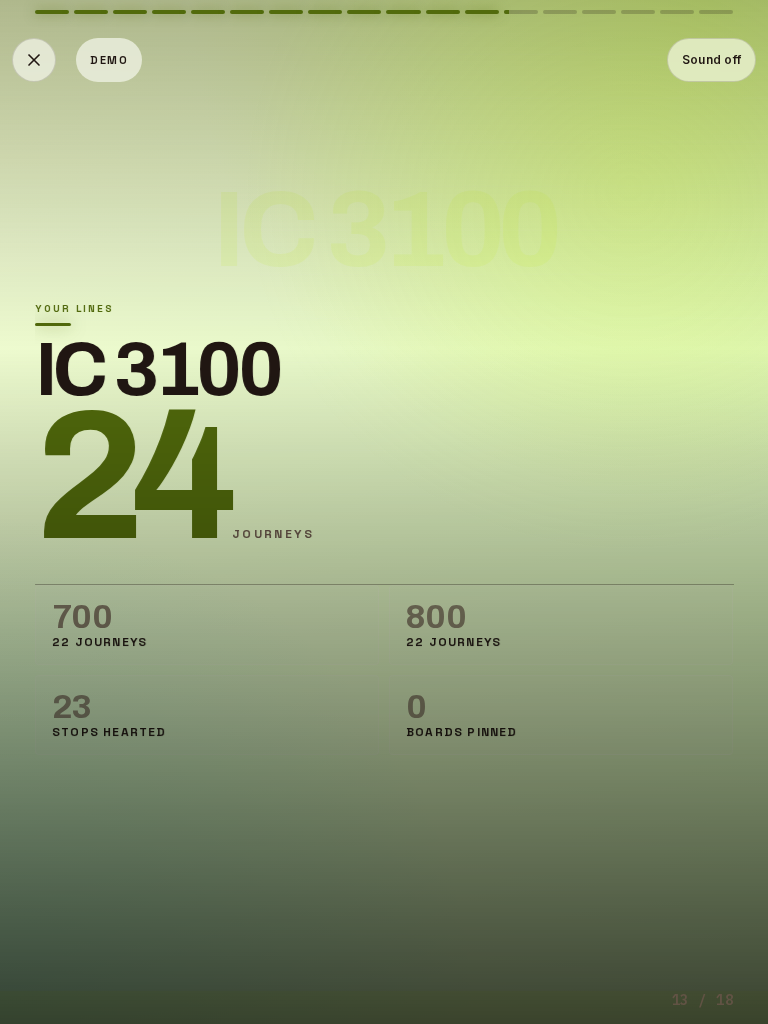 DEMO
Sound off
IC 3100
YOUR LINES
IC 3100
24 JOURNEYS
700
22 JOURNEYS
800
22 JOURNEYS
23
STOPS HEARTED
0
BOARDS PINNED
13 / 18